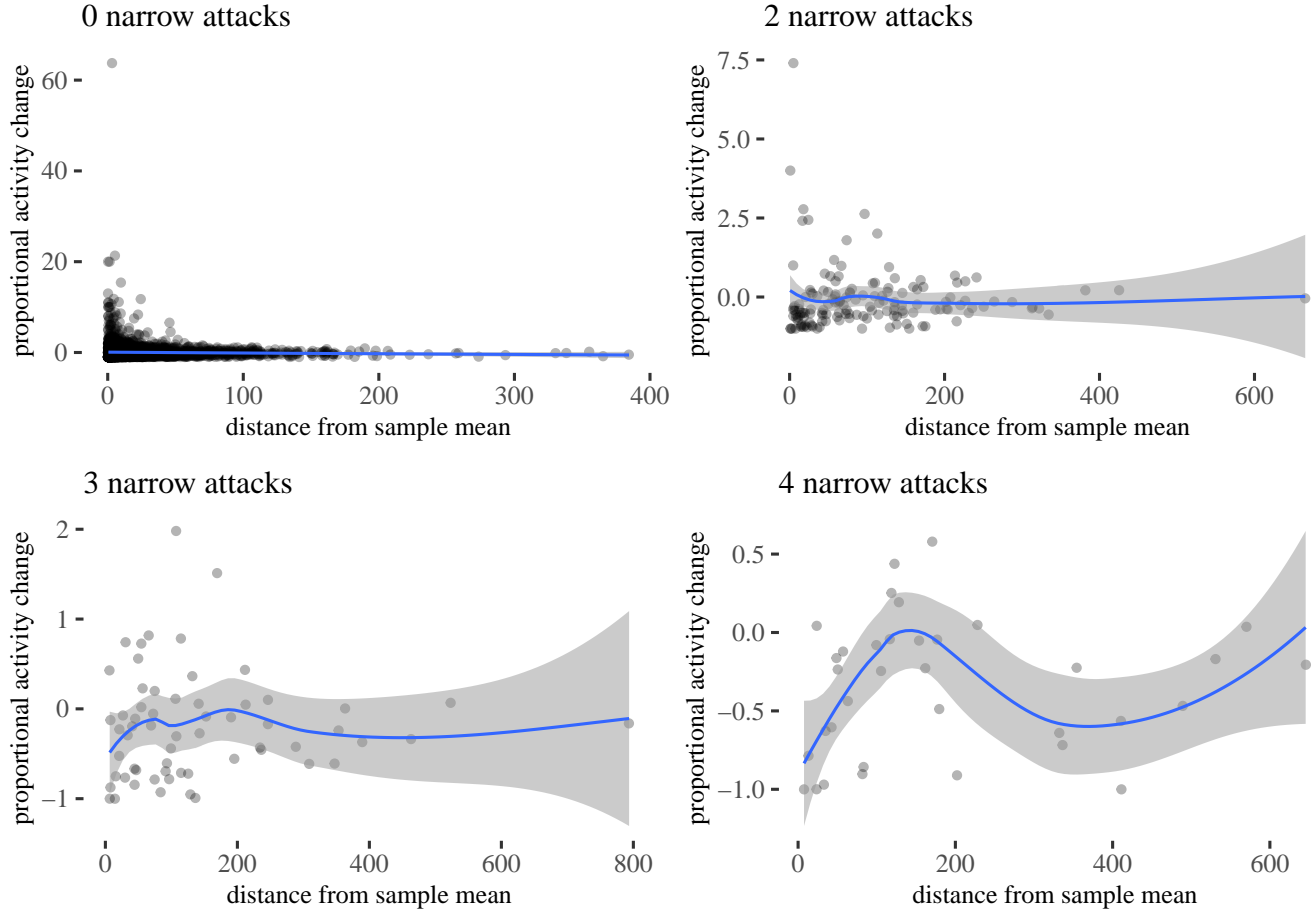 0 narrow attacks
proportional activity change
60
40
20
0
0 100 200 300 400
distance from sample mean
2 narrow attacks
proportional activity change
7.5
5.0
2.5
0.0
0 200 400 600
distance from sample mean
3 narrow attacks
proportional activity change
2
1
0
−1
0 200 400 600 800
distance from sample mean
4 narrow attacks
proportional activity change
0.5
0.0
−0.5
−1.0
0 200 400 600
distance from sample mean